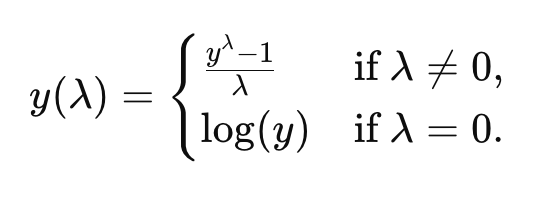 y(λ) = { (y^λ − 1)/λ if λ ≠ 0,
log(y) if λ = 0.